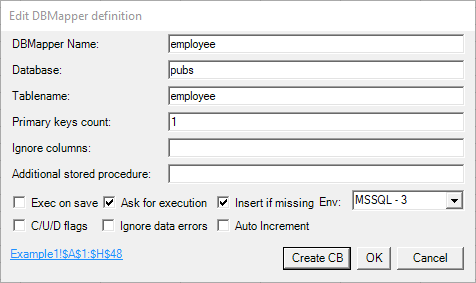 Edit DBMapper definition
DBMapper Name: employee
Database: pubs
Tablename: employee
Primary keys count: 1
Ignore columns:
Additional stored procedure:
Exec on save Ask for execution Insert if missing Env: MSSQL - 3
C/U/D flags Ignore data errors Auto Increment
Example1!$A$1:$H$48 Create CB OK Cancel